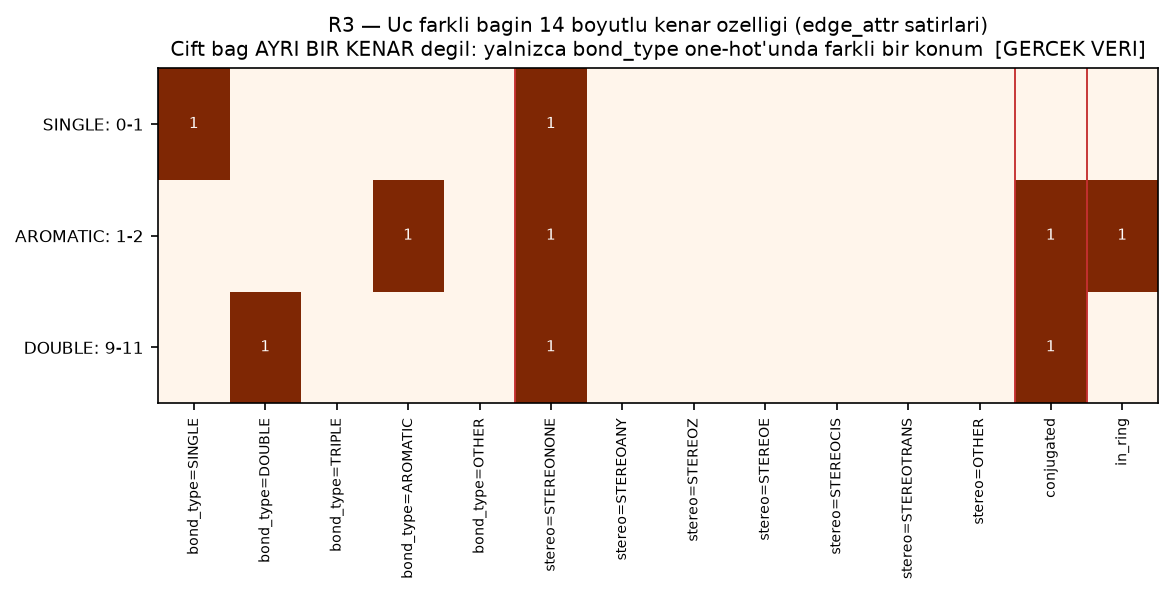 R3 — Uc farkli bagin 14 boyutlu kenar ozelligi (edge_attr satirlari)
Cift bag AYRI BIR KENAR degil: yalnizca bond_type one-hot'unda farkli bir konum  [GERCEK VERI]
SINGLE: 0-1
1
1
AROMATIC: 1-2
1
1
1
1
DOUBLE: 9-11
1
1
1
bond_type=SINGLE
bond_type=DOUBLE
bond_type=TRIPLE
bond_type=AROMATIC
bond_type=OTHER
stereo=STEREONONE
stereo=STEREOANY
stereo=STEREOZ
stereo=STEREOE
stereo=STEREOCIS
stereo=STEREOTRANS
stereo=OTHER
conjugated
in_ring